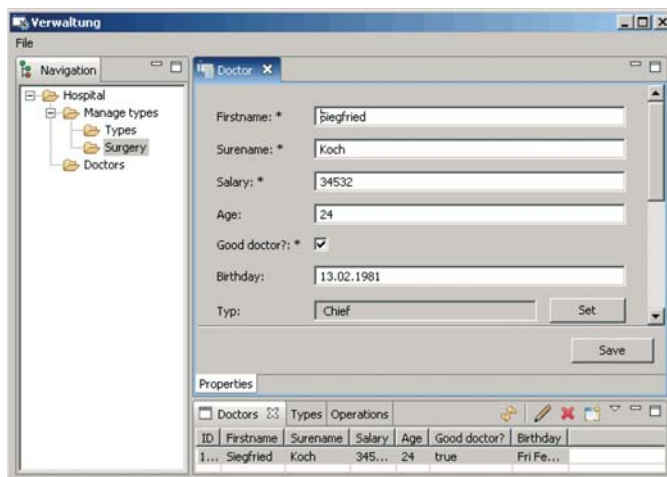 Verwaltung
File
Navigation
Hospital
Manage types
Types
Surgery
Doctors
Doctor
Firstname: * Siegfried
Surename: * Koch
Salary: * 34532
Age: 24
Good doctor?: *
Birthday: 13.02.1981
Typ: Chief Set
Save
Properties
Doctors Types Operations
ID Firstname Surename Salary Age Good doctor? Birthday
1... Siegfried Koch 345... 24 true Fri Fe...